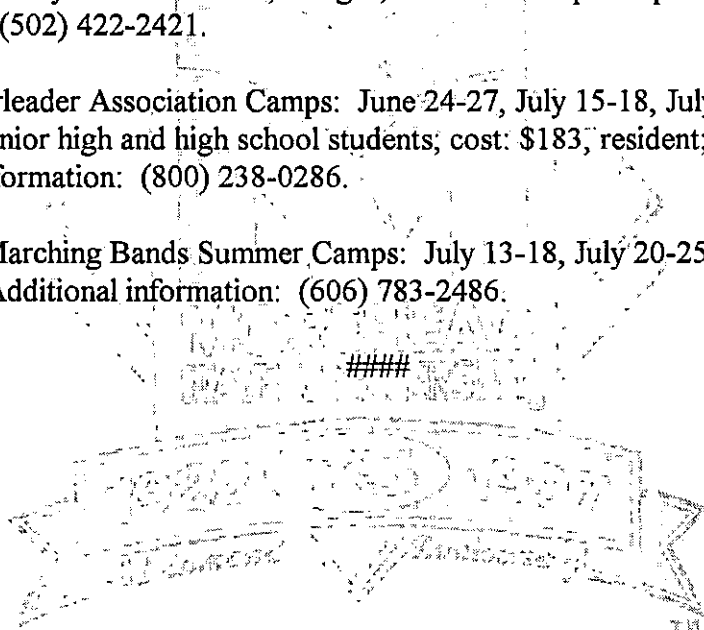 (502) 422-2421.
rleader Association Camps: June 24-27, July 15-18, July
nior high and high school students; cost: $183, resident;
formation: (800) 238-0286.
Marching Bands Summer Camps: July 13-18, July 20-25
Additional information: (606) 783-2486.
####